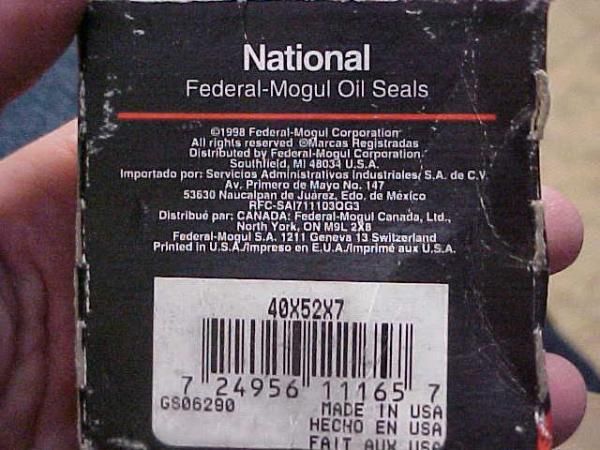 National
Federal-Mogul Oil Seals
©1998 Federal-Mogul Corporation
All rights reserved ®Marcas Registradas
Distributed by Federal-Mogul Corporation
Southfield, MI 48034 U.S.A.
Importado por: Servicios Administrativos Industriales, S.A. de C.V.
Av. Primero de Mayo No. 147
53630 Naucalpan de Juárez, Edo. de México
RFC-SAI711103QG3
Distribué par: CANADA: Federal-Mogul Canada, Ltd.,
North York, ON M9L 2X8
Federal-Mogul S.A. 1211 Geneva 13 Switzerland
Printed in U.S.A./Impreso en E.U.A./Imprimé aux U.S.A.
40X52X7
7 24956 11165 7
GS06290
MADE IN USA
HECHO EN USA
FAIT AUX USA